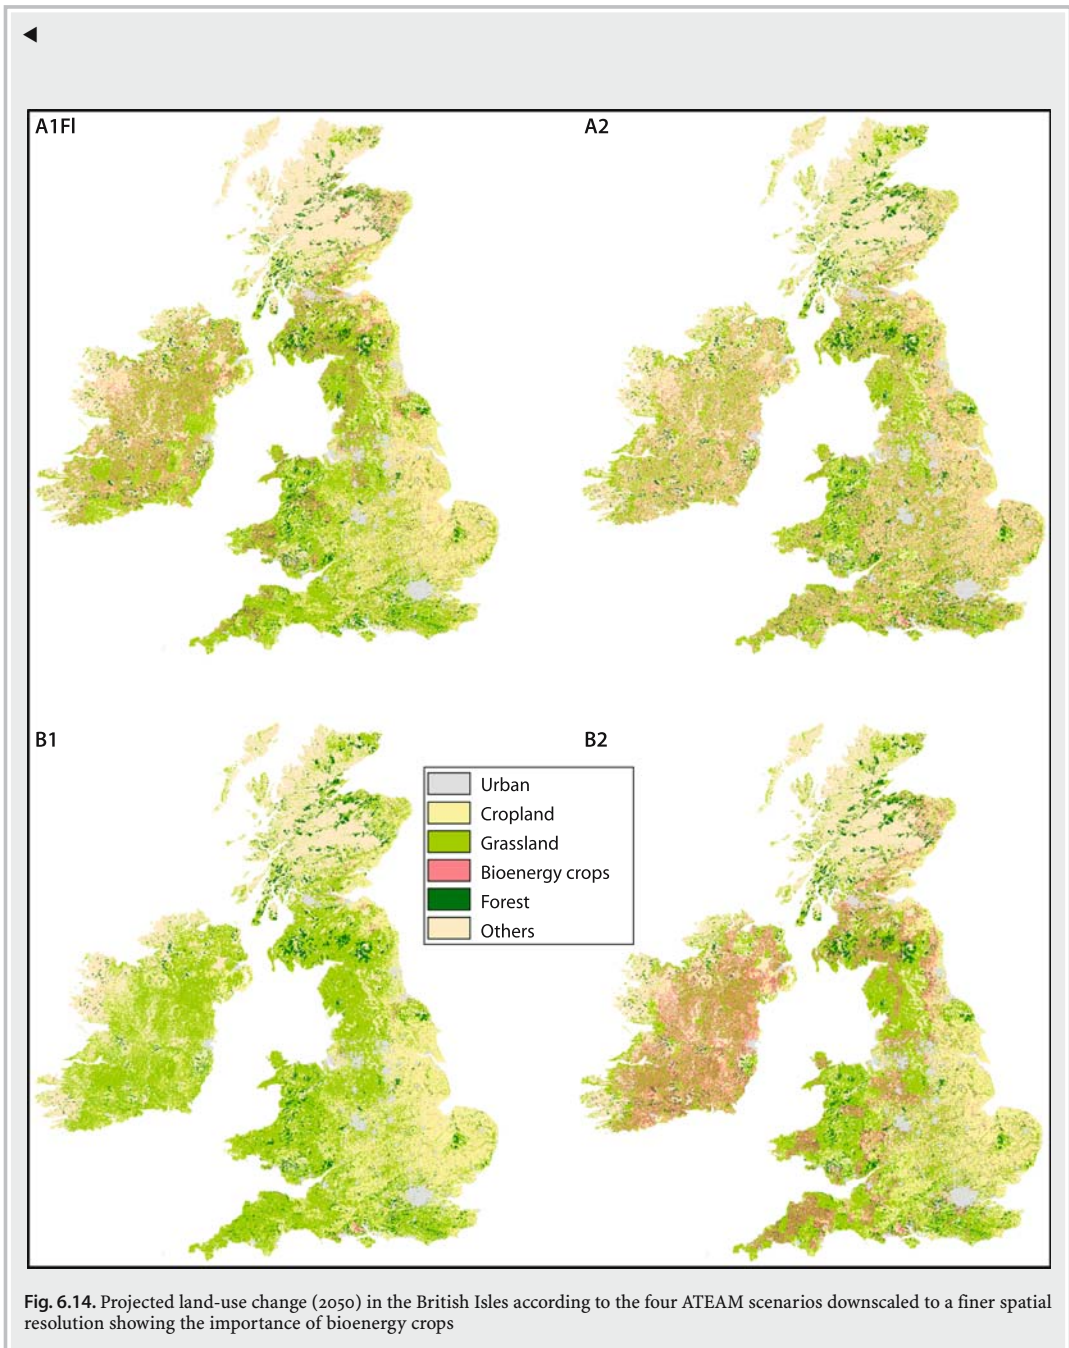 A1Fl
A2
B1
B2
Urban
Cropland
Grassland
Bioenergy crops
Forest
Others
Fig. 6.14. Projected land-use change (2050) in the British Isles according to the four ATEAM scenarios downscaled to a finer spatial
resolution showing the importance of bioenergy crops